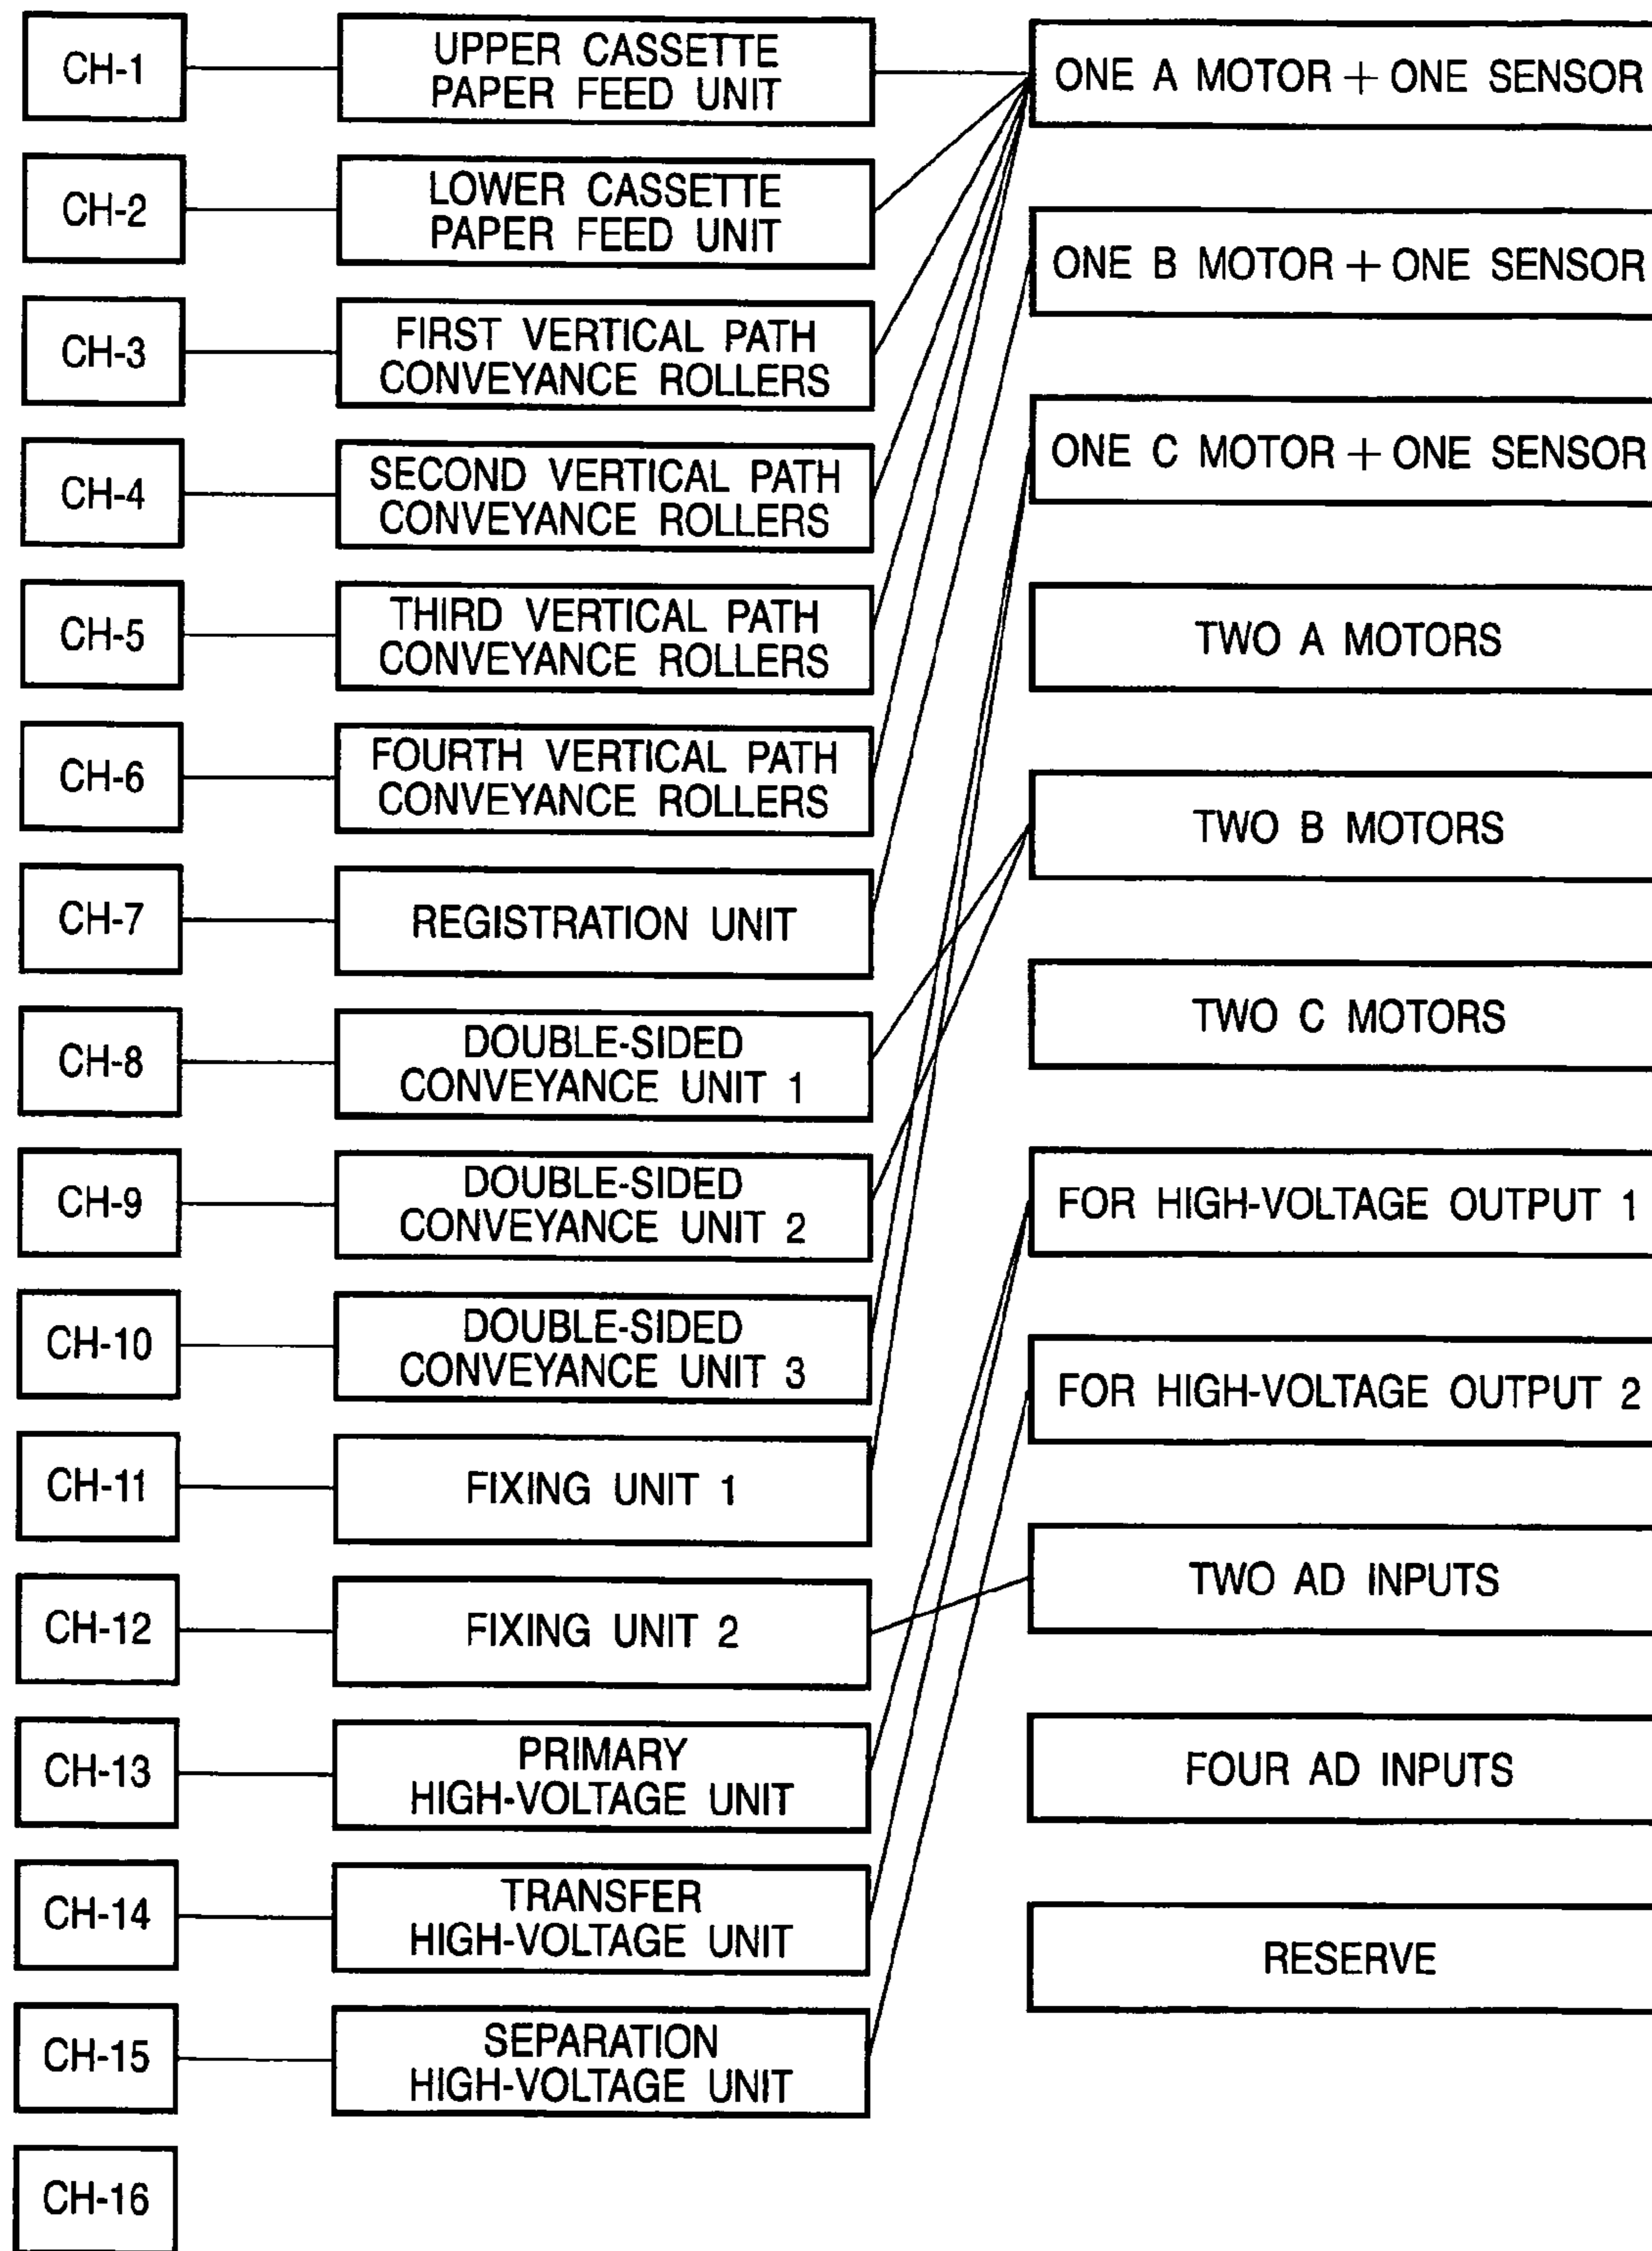 CH-1
UPPER CASSETTE
PAPER FEED UNIT
ONE A MOTOR + ONE SENSOR
CH-2
LOWER CASSETTE
PAPER FEED UNIT
ONE B MOTOR + ONE SENSOR
CH-3
FIRST VERTICAL PATH
CONVEYANCE ROLLERS
ONE C MOTOR + ONE SENSOR
CH-4
SECOND VERTICAL PATH
CONVEYANCE ROLLERS
CH-5
THIRD VERTICAL PATH
CONVEYANCE ROLLERS
TWO A MOTORS
CH-6
FOURTH VERTICAL PATH
CONVEYANCE ROLLERS
TWO B MOTORS
CH-7
REGISTRATION UNIT
TWO C MOTORS
CH-8
DOUBLE-SIDED
CONVEYANCE UNIT 1
CH-9
DOUBLE-SIDED
CONVEYANCE UNIT 2
FOR HIGH-VOLTAGE OUTPUT 1
CH-10
DOUBLE-SIDED
CONVEYANCE UNIT 3
FOR HIGH-VOLTAGE OUTPUT 2
CH-11
FIXING UNIT 1
TWO AD INPUTS
CH-12
FIXING UNIT 2
CH-13
PRIMARY
HIGH-VOLTAGE UNIT
FOUR AD INPUTS
CH-14
TRANSFER
HIGH-VOLTAGE UNIT
RESERVE
CH-15
SEPARATION
HIGH-VOLTAGE UNIT
CH-16